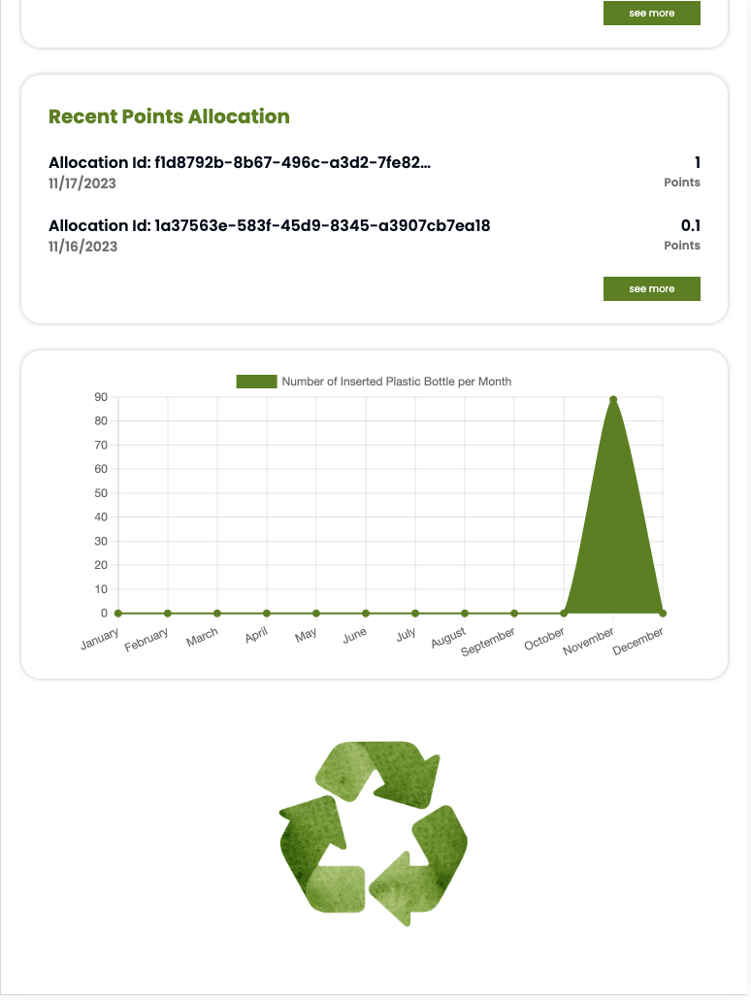 see more
Recent Points Allocation
Allocation Id: f1d8792b-8b67-496c-a3d2-7fe82...
1
11/17/2023
Points
Allocation Id: 1a37563e-583f-45d9-8345-a3907cb7ea18
0.1
11/16/2023
Points
see more
Number of Inserted Plastic Bottle per Month
90
80
70
60
50
40
30
20
10
0
January February March April May June July August September October November December